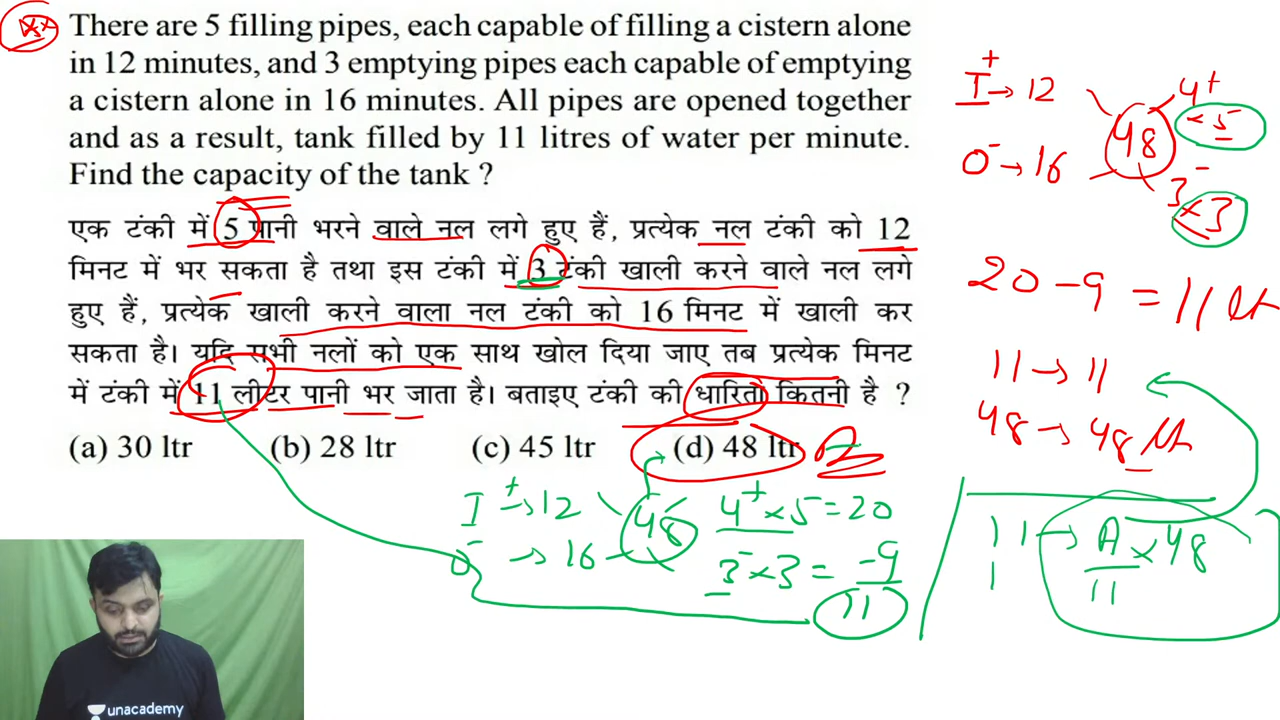 There are 5 filling pipes, each capable of filling a cistern alone
in 12 minutes, and 3 emptying pipes each capable of emptying
a cistern alone in 16 minutes. All pipes are opened together
and as a result, tank filled by 11 litres of water per minute.
Find the capacity of the tank ?
एक टंकी में 5 पानी भरने वाले नल लगे हुए हैं, प्रत्येक नल टंकी को 12
मिनट में भर सकता है तथा इस टंकी में 3 टंकी खाली करने वाले नल लगे
हुए हैं, प्रत्येक खाली करने वाला नल टंकी को 16 मिनट में खाली कर
सकता है। यदि सभी नलों को एक साथ खोल दिया जाए तब प्रत्येक मिनट
में टंकी में 11 लीटर पानी भर जाता है। बताइए टंकी की धारिता कितनी है ?
(a) 30 ltr (b) 28 ltr (c) 45 ltr (d) 48 ltr
I+ → 12
48
4+
×5
O- → 16
3-
×3
20 - 9 = 11 ltr
11 → 11
48 → 48
I+ → 12
48
4+ × 5 = 20
O- → 16
3- × 3 = -9
11
11 →
× 48
1
11
unacademy